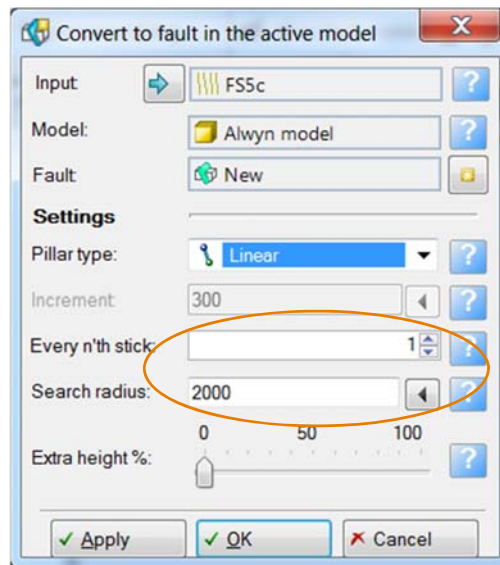 Convert to fault in the active model
Input: FS5c
Model: Alwyn model
Fault: New
Settings
Pillar type: Linear
Increment: 300
Every n'th stick: 1
Search radius: 2000
0 50 100
Extra height %:
Apply OK Cancel